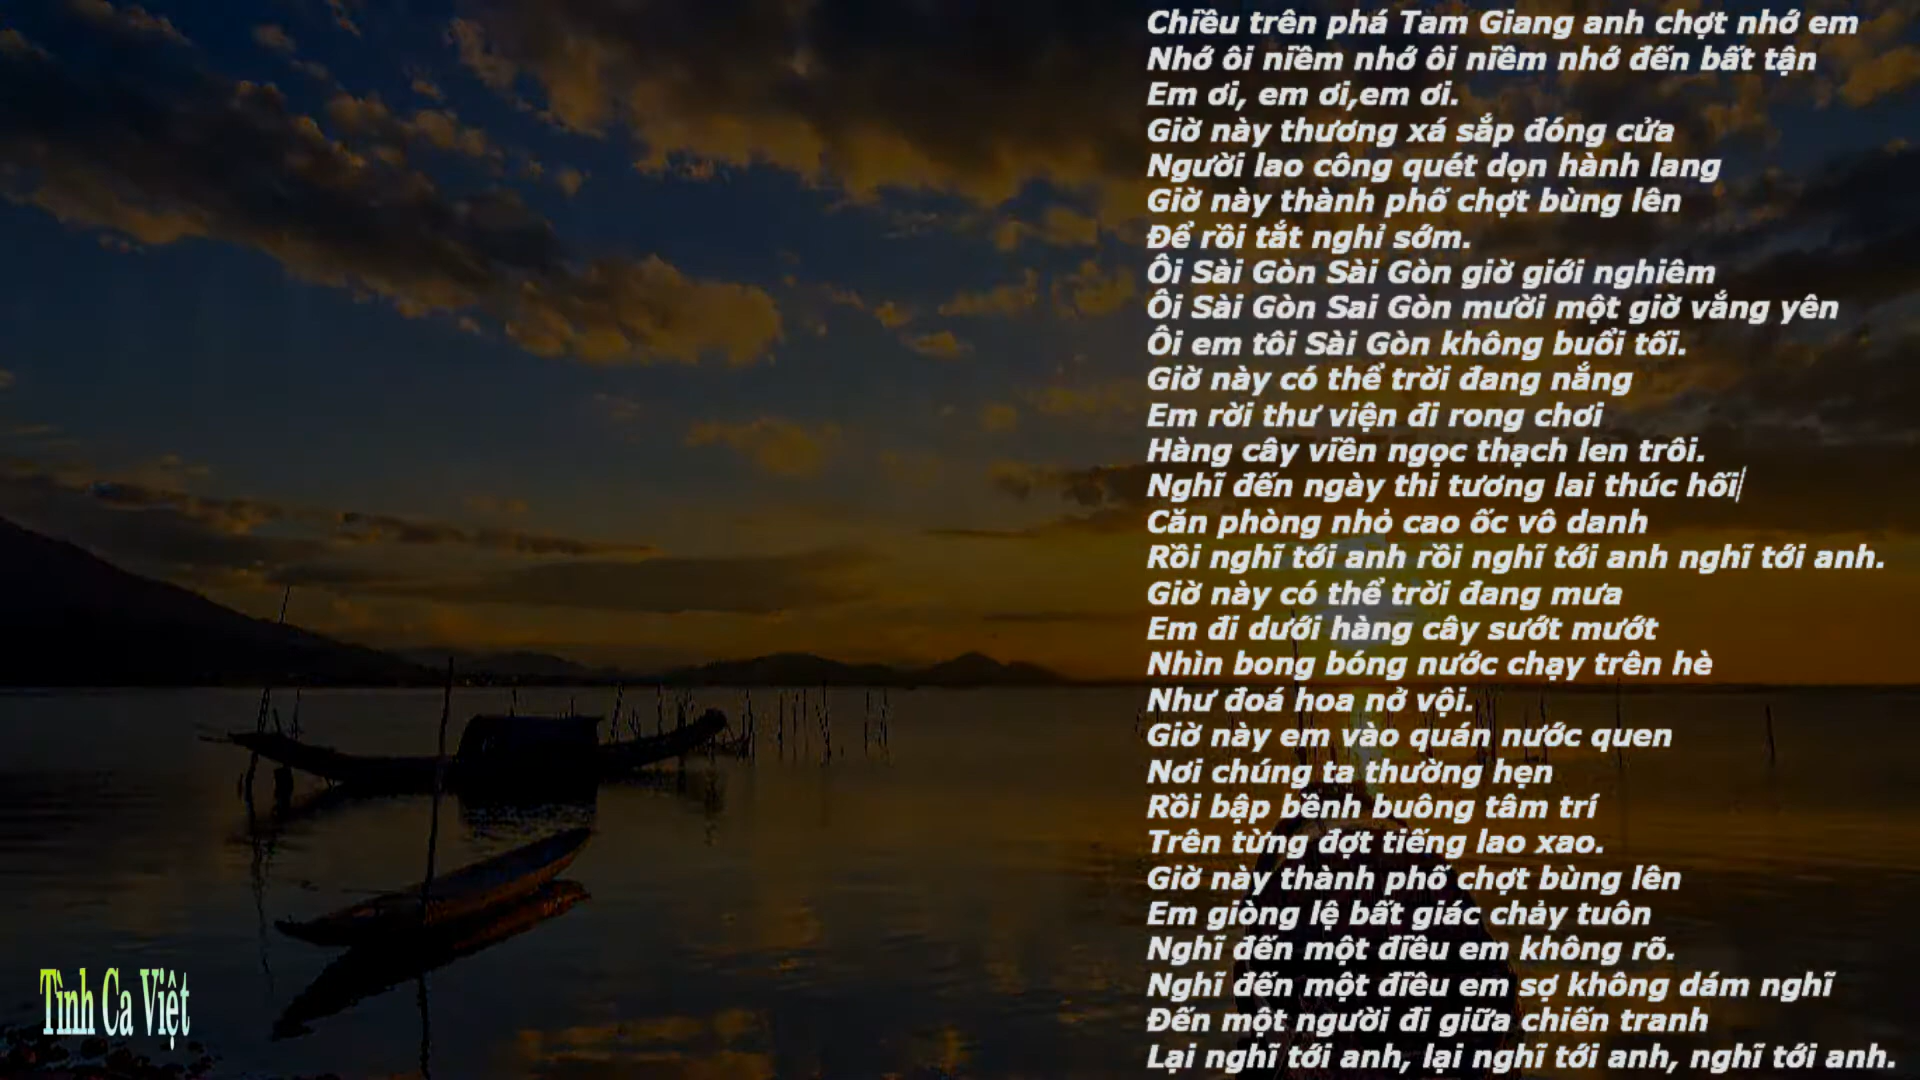 Chiều trên phá Tam Giang anh chợt nhớ em
Nhớ ôi niềm nhớ ôi niềm nhớ đến bất tận
Em ơi, em ơi,em ơi.
Giờ này thương xá sắp đóng cửa
Người lao công quét dọn hành lang
Giờ này thành phố chợt bùng lên
Để rồi tắt nghỉ sớm.
Ôi Sài Gòn Sài Gòn giờ giới nghiêm
Ôi Sài Gòn Sai Gòn mười một giờ vắng yên
Ôi em tôi Sài Gòn không buổi tối.
Giờ này có thể trời đang nắng
Em rời thư viện đi rong chơi
Hàng cây viền ngọc thạch len trôi.
Nghĩ đến ngày thi tương lai thúc hối
Căn phòng nhỏ cao ốc vô danh
Rồi nghĩ tới anh rồi nghĩ tới anh nghĩ tới anh.
Giờ này có thể trời đang mưa
Em đi dưới hàng cây sướt mướt
Nhìn bong bóng nước chạy trên hè
Như đoá hoa nở vội.
Giờ này em vào quán nước quen
Nơi chúng ta thường hẹn
Rồi bập bềnh buông tâm trí
Trên từng đợt tiếng lao xao.
Giờ này thành phố chợt bùng lên
Em giòng lệ bất giác chảy tuôn
Nghĩ đến một điều em không rõ.
Nghĩ đến một điều em sợ không dám nghĩ
Đến một người đi giữa chiến tranh
Lại nghĩ tới anh, lại nghĩ tới anh, nghĩ tới anh.
Tình Ca Việt